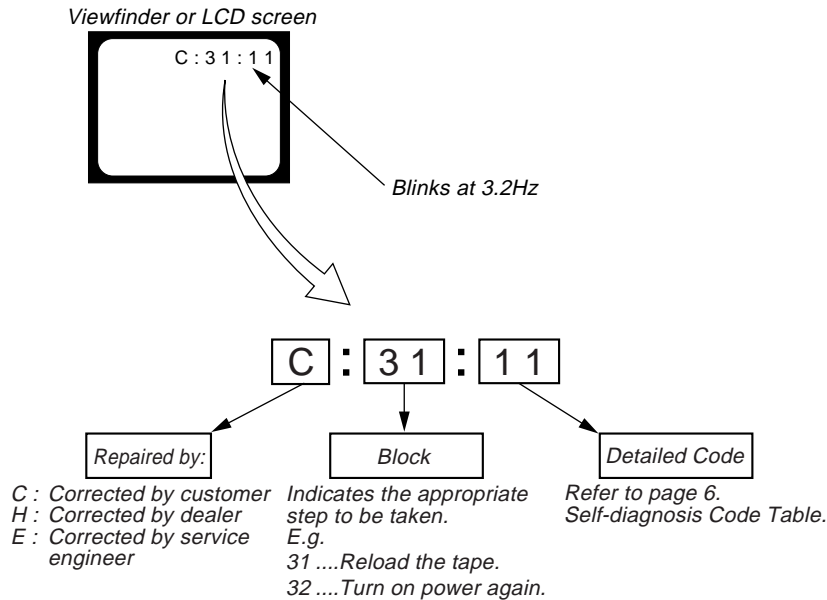 Viewfinder or LCD screen
C : 3 1 : 1 1
Blinks at 3.2Hz
C : 3 1 : 1 1
Repaired by:
C : Corrected by customer
H : Corrected by dealer
E : Corrected by service
engineer
Block
Indicates the appropriate
step to be taken.
E.g.
31 ....Reload the tape.
32 ....Turn on power again.
Detailed Code
Refer to page 6.
Self-diagnosis Code Table.